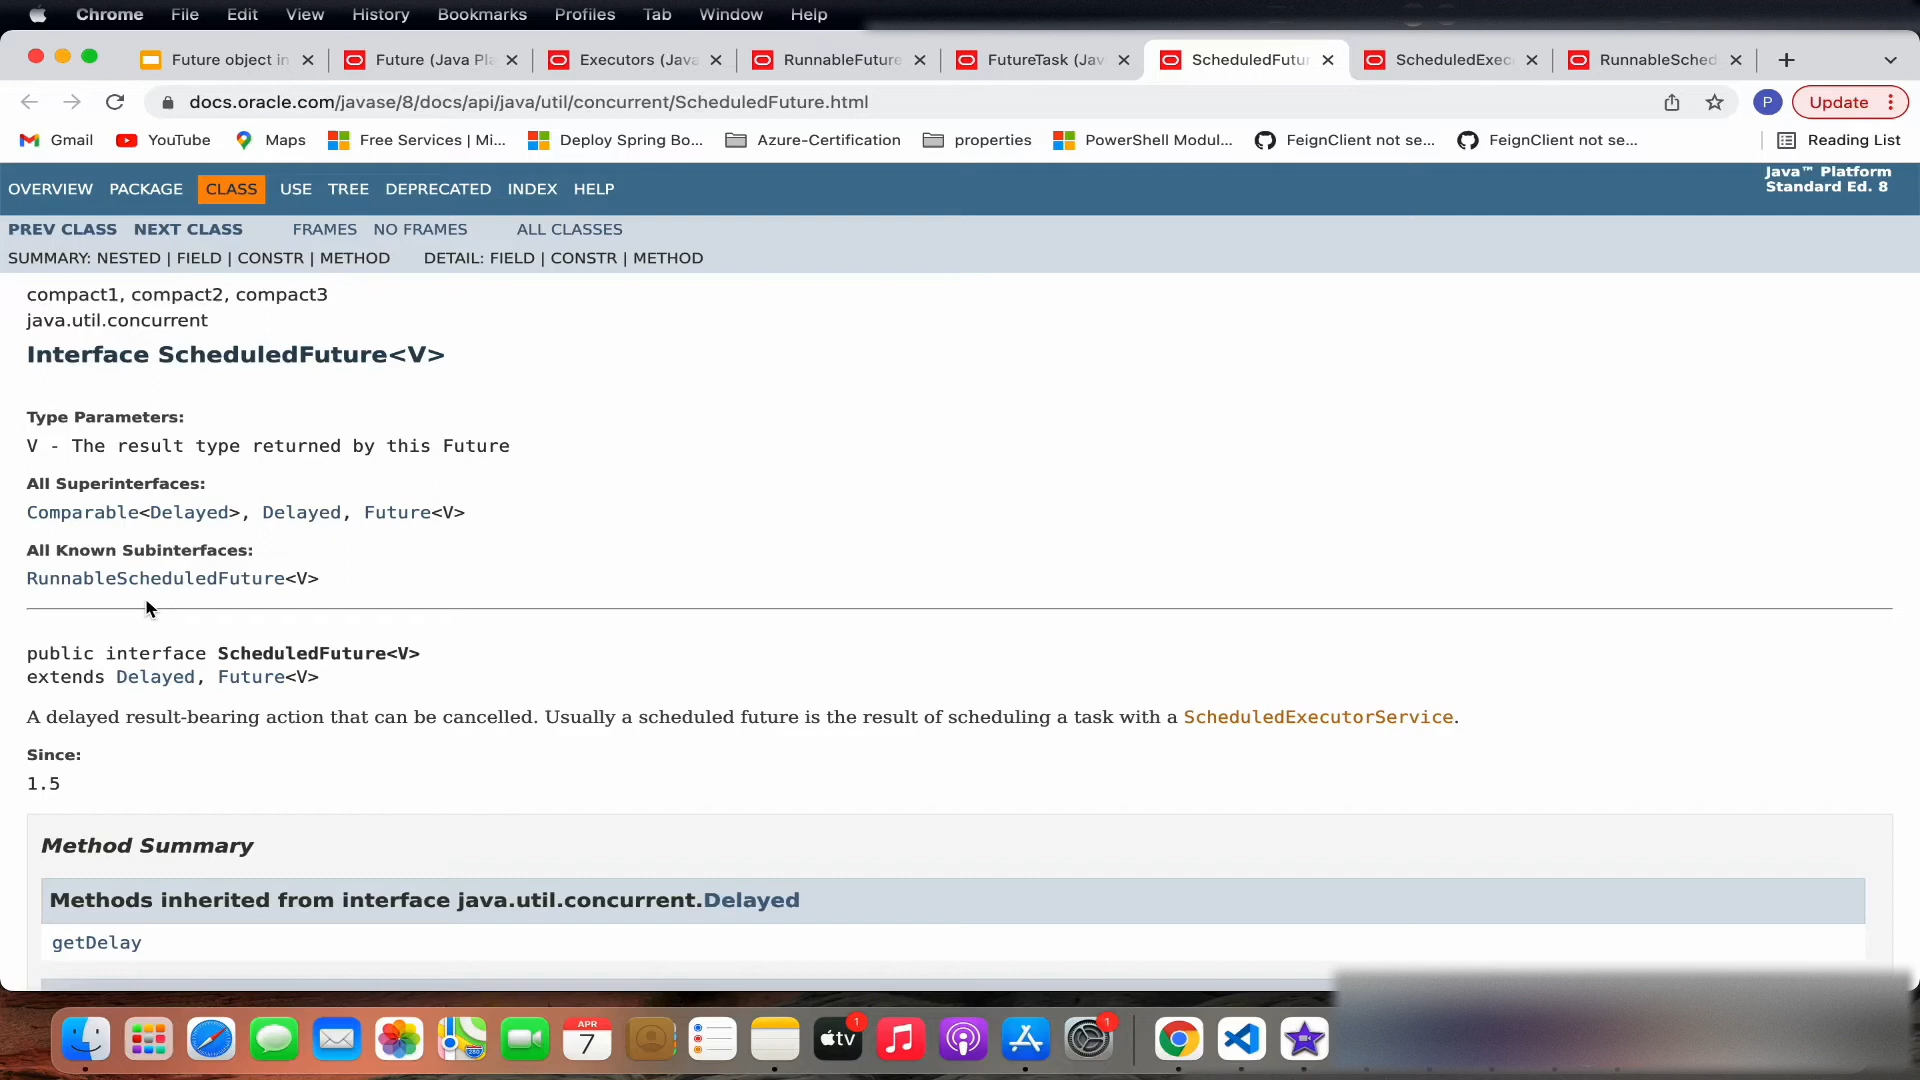 Chrome File Edit View History Bookmarks Profiles Tab Window Help
Future object in Future (Java Pla Executors (Java RunnableFuture FutureTask (Jav ScheduledFutur ScheduledExec RunnableSched
docs.oracle.com/javase/8/docs/api/java/util/concurrent/ScheduledFuture.html P Update
Gmail YouTube Maps Free Services | Mi... Deploy Spring Bo... Azure-Certification properties PowerShell Modul... FeignClient not se... FeignClient not se... Reading List
OVERVIEW PACKAGE CLASS USE TREE DEPRECATED INDEX HELP
Java™ Platform
Standard Ed. 8
PREV CLASS NEXT CLASS FRAMES NO FRAMES ALL CLASSES
SUMMARY: NESTED | FIELD | CONSTR | METHOD DETAIL: FIELD | CONSTR | METHOD
compact1, compact2, compact3
java.util.concurrent
Interface ScheduledFuture<V>
Type Parameters:
V - The result type returned by this Future
All Superinterfaces:
Comparable<Delayed>, Delayed, Future<V>
All Known Subinterfaces:
RunnableScheduledFuture<V>
public interface ScheduledFuture<V>
extends Delayed, Future<V>
A delayed result-bearing action that can be cancelled. Usually a scheduled future is the result of scheduling a task with a ScheduledExecutorService.
Since:
1.5
Method Summary
Methods inherited from interface java.util.concurrent.Delayed
getDelay
APR
7
280
tv
1
1